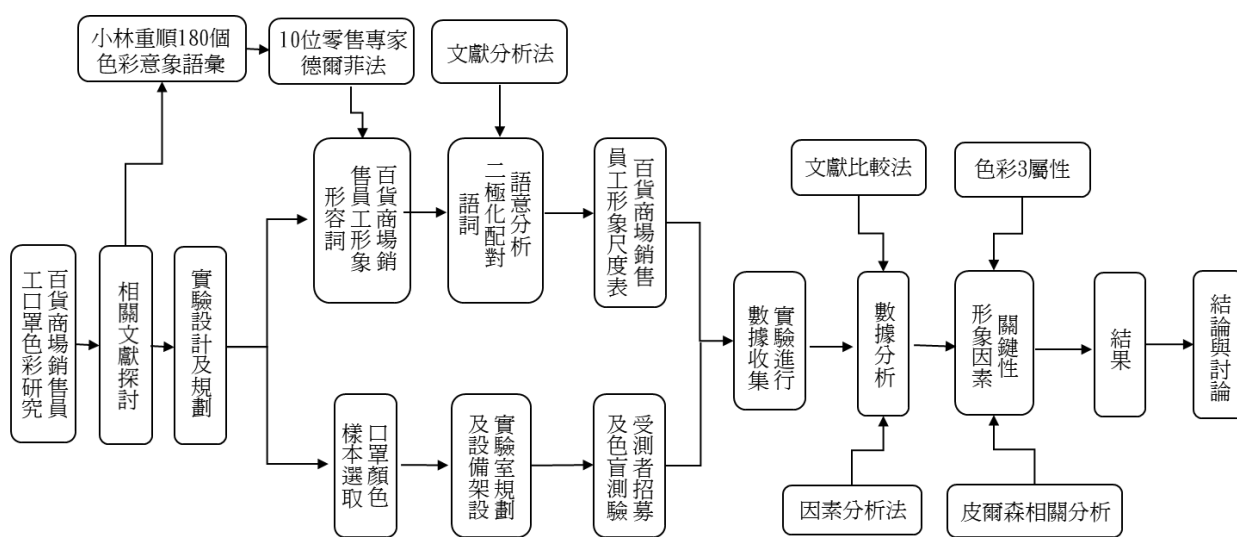 小林重順180個
色彩意象語彙
10位零售專家
德爾菲法
文獻分析法
百貨商場銷
售員工形象
形容詞
語意分析
二極化配對
語詞
百貨商場銷售
員工形象尺度表
文獻比較法
色彩3屬性
百貨商場銷售員
工口罩色彩研究
相關文獻探討
實驗設計及規劃
實驗進行
數據收集
數據分析
關鍵性
形象因素
結果
結論與討論
口罩顏色
樣本選取
實驗室規劃
及設備架設
受測者招募
及色盲測驗
因素分析法
皮爾森相關分析